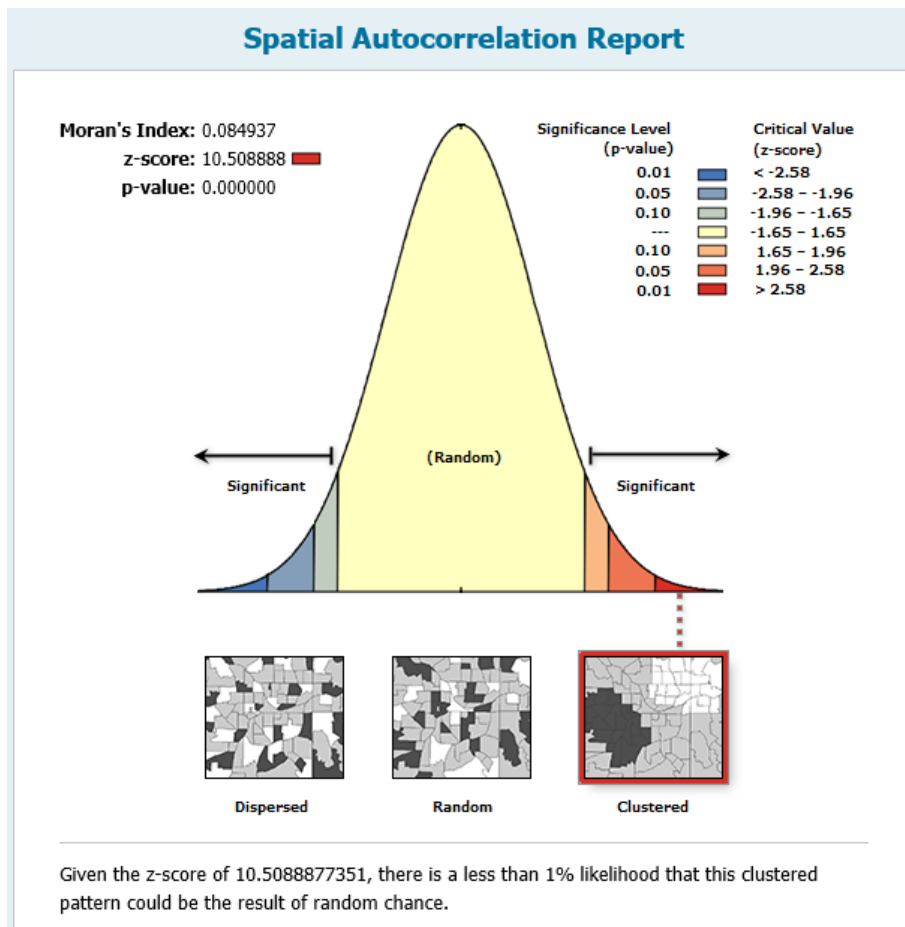 Spatial Autocorrelation Report
Moran's Index: 0.084937
z-score: 10.508888
p-value: 0.000000
Significance Level
(p-value)
Critical Value
(z-score)
0.01 < -2.58
0.05 -2.58 – -1.96
0.10 -1.96 – -1.65
--- -1.65 – 1.65
0.10 1.65 – 1.96
0.05 1.96 – 2.58
0.01 > 2.58
(Random)
Significant
Significant
Dispersed
Random
Clustered
Given the z-score of 10.5088877351, there is a less than 1% likelihood that this clustered
pattern could be the result of random chance.